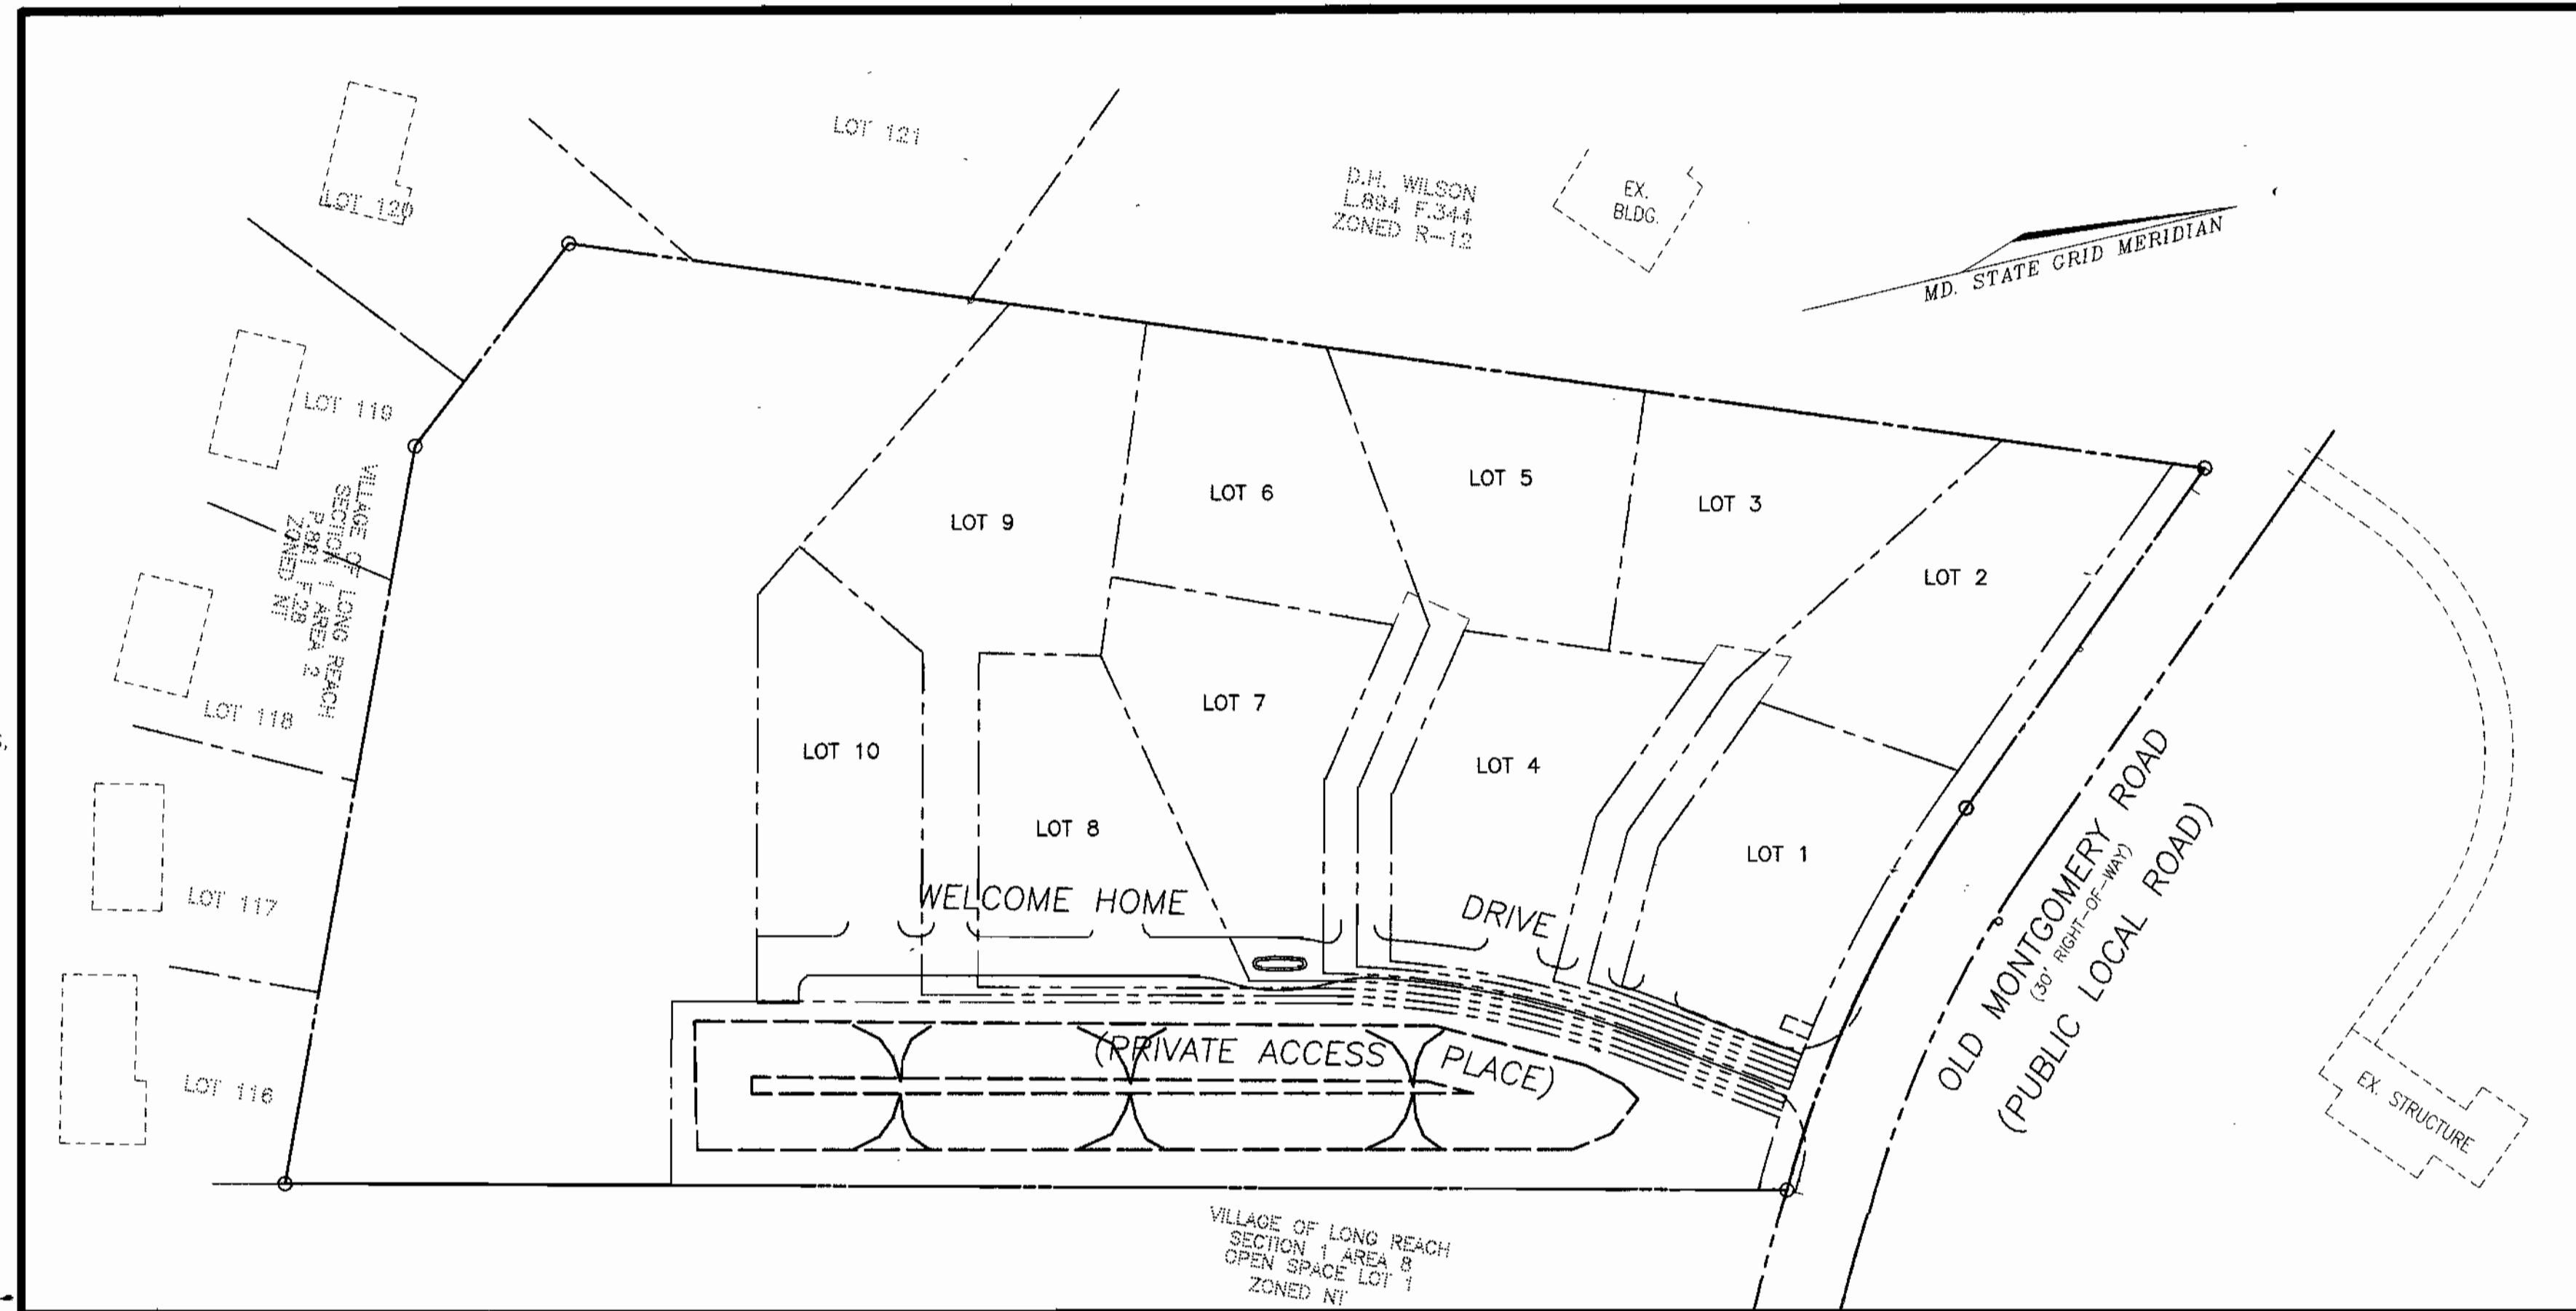 LOT 121
LOT 120
D.H. WILSON
L.894 F.344
ZONED R-12
EX.
BLDG.
MD. STATE GRID MERIDIAN
LOT 119
VILLAGE OF LONG REACH
SECTION 1 AREA 2
ZONED NT
LOT 118
LOT 117
LOT 116
LOT 9
LOT 6
LOT 5
LOT 3
LOT 2
LOT 10
LOT 7
LOT 4
LOT 8
LOT 1
WELCOME HOME DRIVE
(PRIVATE ACCESS PLACE)
OLD MONTGOMERY ROAD
(30' RIGHT-OF-WAY)
(PUBLIC LOCAL ROAD)
EX. STRUCTURE
VILLAGE OF LONG REACH
SECTION 1 AREA 8
OPEN SPACE LOT 1
ZONED NT